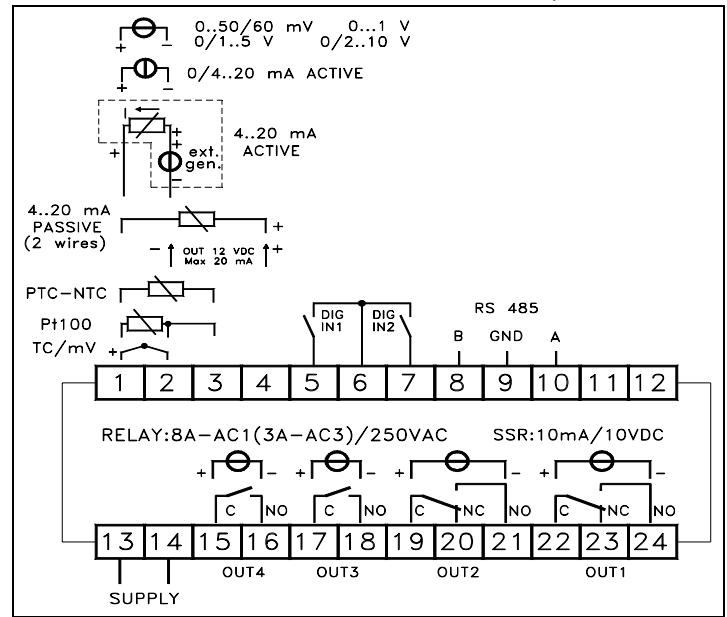 0..50/60 mV 0...1 V
+ - 0/1..5 V 0/2..10 V
0/4..20 mA ACTIVE
+ -
I
+
+
4..20 mA
ACTIVE
+ ext.
gen.
-
4..20 mA
PASSIVE
(2 wires)
+
- OUT 12 VDC +
Max 20 mA
PTC-NTC
Pt100
TC/mV +
DIG
IN1
DIG
IN2
RS 485
B GND A
1 2 3 4 5 6 7 8 9 10 11 12
RELAY:8A-AC1(3A-AC3)/250VAC SSR:10mA/10VDC
+ - + - + - + -
C NO C NO C NC NO C NC NO
13 14 15 16 17 18 19 20 21 22 23 24
OUT4 OUT3 OUT2 OUT1
SUPPLY